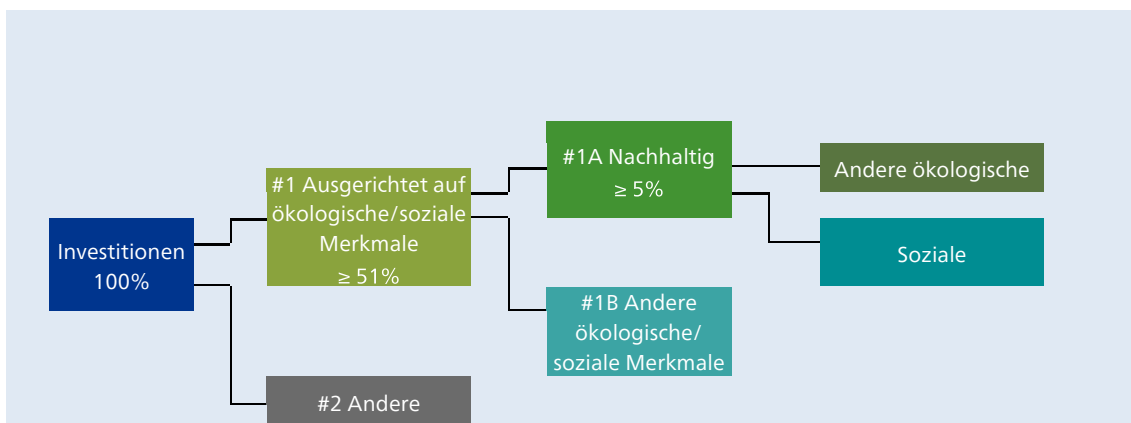 Investitionen
100%
#1 Ausgerichtet auf
ökologische/soziale
Merkmale
≥ 51%
#2 Andere
#1A Nachhaltig
≥ 5%
#1B Andere
ökologische/
soziale Merkmale
Andere ökologische
Soziale